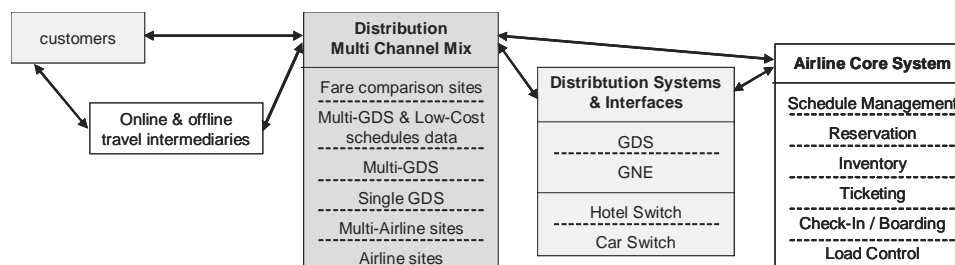 customers
Online & offline
travel intermediaries
Distribution
Multi Channel Mix
Fare comparison sites
Multi-GDS & Low-Cost
schedules data
Multi-GDS
Single GDS
Multi-Airline sites
Airline sites
Distribtution Systems
& Interfaces
GDS
GNE
Hotel Switch
Car Switch
Airline Core System
Schedule Management
Reservation
Inventory
Ticketing
Check-In / Boarding
Load Control